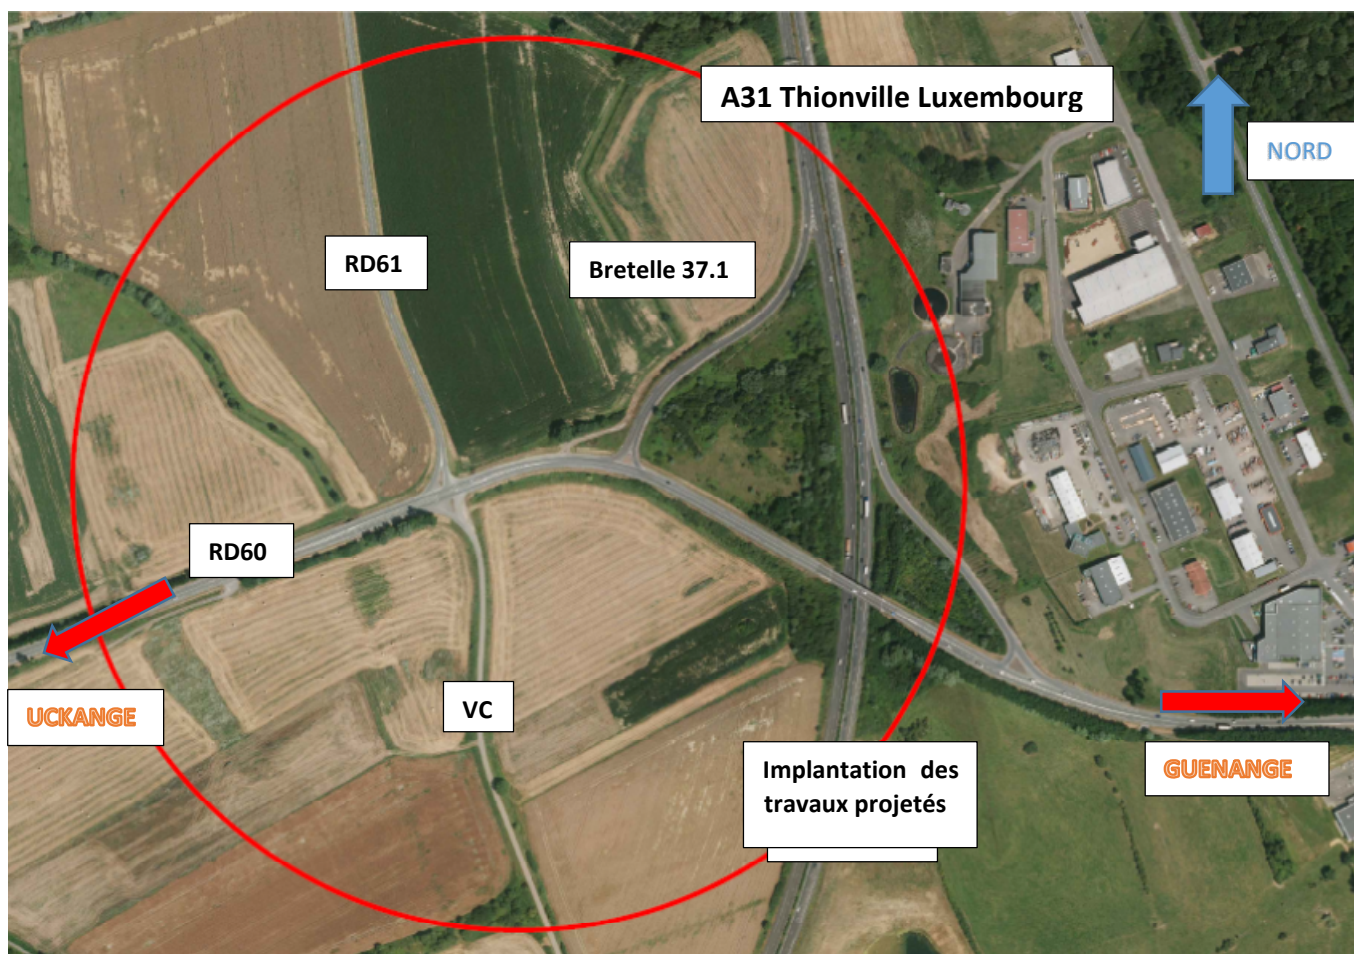 A31 Thionville Luxembourg
NORD
RD61
Bretelle 37.1
RD60
VC
UCKANGE
Implantation des
travaux projetés
GUENANGE